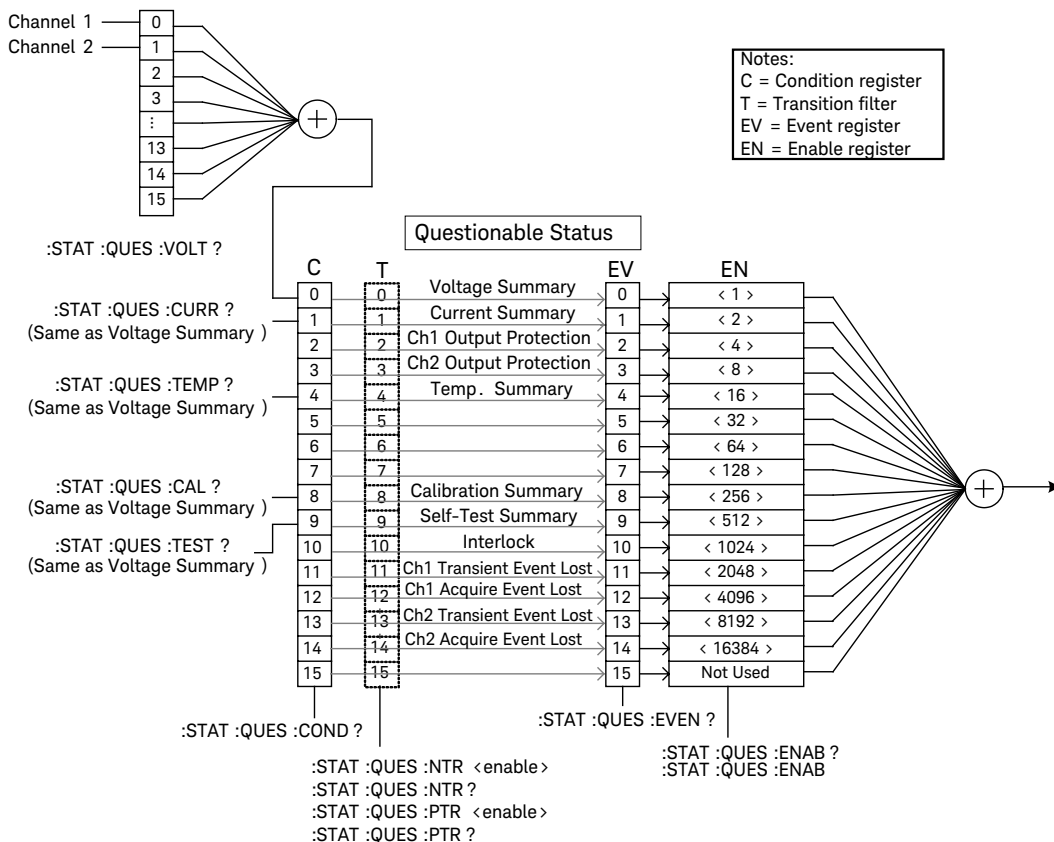 Channel 1
Channel 2
0
1
2
3
⋮
13
14
15
+
:STAT :QUES :VOLT ?
Notes:
C = Condition register
T = Transition filter
EV = Event register
EN = Enable register
Questionable Status
C T EV EN
0 0 Voltage Summary 0 < 1 >
:STAT :QUES :CURR ?
(Same as Voltage Summary )
1 1 Current Summary 1 < 2 >
2 2 Ch1 Output Protection 2 < 4 >
3 3 Ch2 Output Protection 3 < 8 >
:STAT :QUES :TEMP ?
(Same as Voltage Summary )
4 4 Temp. Summary 4 < 16 >
5 5 5 < 32 >
6 6 6 < 64 >
7 7 7 < 128 >
:STAT :QUES :CAL ?
(Same as Voltage Summary )
8 8 Calibration Summary 8 < 256 >
+
:STAT :QUES :TEST ?
(Same as Voltage Summary )
9 9 Self-Test Summary 9 < 512 >
10 10 Interlock 10 < 1024 >
11 11 Ch1 Transient Event Lost 11 < 2048 >
12 12 Ch1 Acquire Event Lost 12 < 4096 >
13 13 Ch2 Transient Event Lost 13 < 8192 >
14 14 Ch2 Acquire Event Lost 14 < 16384 >
15 15 15 Not Used
:STAT :QUES :COND ?
:STAT :QUES :NTR <enable>
:STAT :QUES :NTR ?
:STAT :QUES :PTR <enable>
:STAT :QUES :PTR ?
:STAT :QUES :EVEN ?
:STAT :QUES :ENAB ?
:STAT :QUES :ENAB